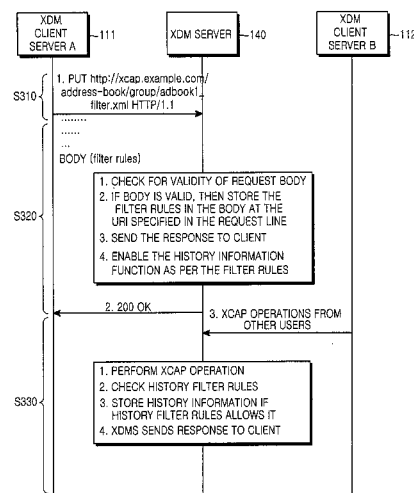 XDM
CLIENT
SERVER A
111
XDM SERVER
140
XDM
CLIENT
SERVER B
112
S310
1. PUT http://xcap.example.com/
address-book/group/adbook1_
filter.xml HTTP/1.1
.........
......
...
BODY (filter rules)
S320
1. CHECK FOR VALIDITY OF REQUEST BODY
2. IF BODY IS VALID, THEN STORE THE
FILTER RULES IN THE BODY AT THE
URI SPECIFIED IN THE REQUEST LINE
3. SEND THE RESPONSE TO CLIENT
4. ENABLE THE HISTORY INFORMATION
FUNCTION AS PER THE FILTER RULES
2. 200 OK
3. XCAP OPERATIONS FROM
OTHER USERS
S330
1. PERFORM XCAP OPERATION
2. CHECK HISTORY FILTER RULES
3. STORE HISTORY INFORMATION IF
HISTORY FILTER RULES ALLOWS IT
4. XDMS SENDS RESPONSE TO CLIENT